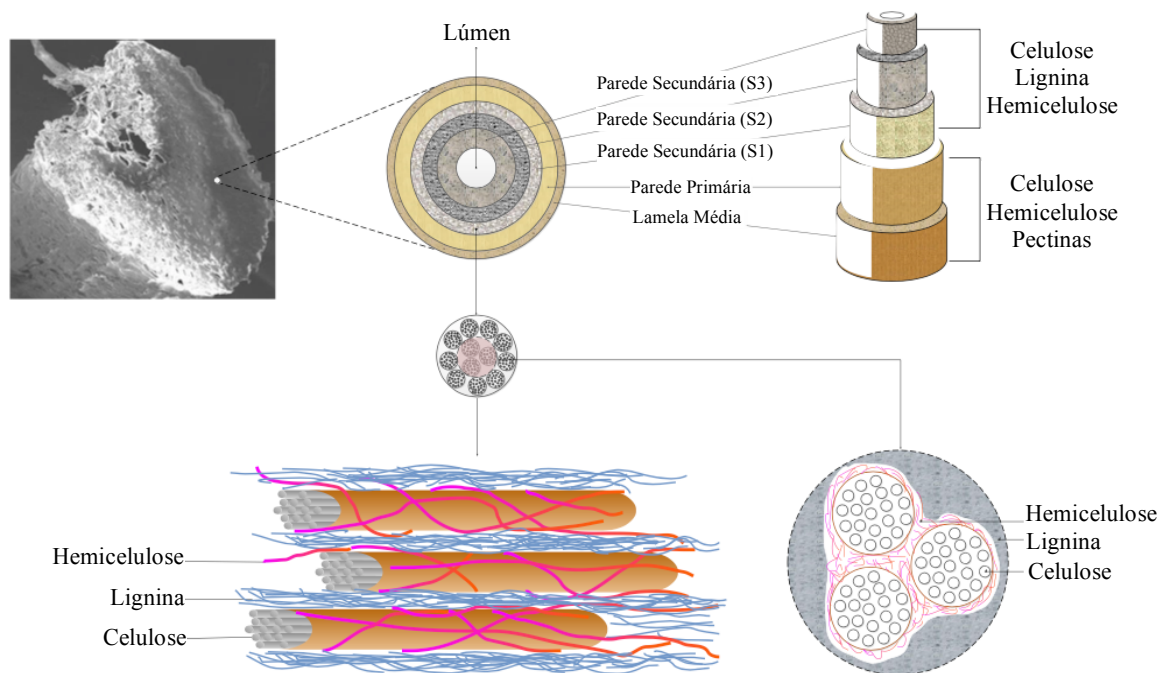 Lúmen
Parede Secundária (S3)
Parede Secundária (S2)
Parede Secundária (S1)
Parede Primária
Lamela Média
Celulose
Lignina
Hemicelulose
Celulose
Hemicelulose
Pectinas
Hemicelulose
Lignina
Celulose
Hemicelulose
Lignina
Celulose